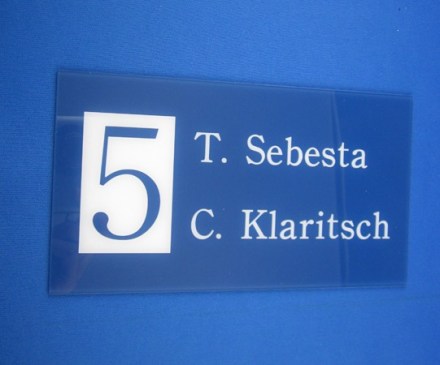 5
T. Sebesta
C. Klaritsch